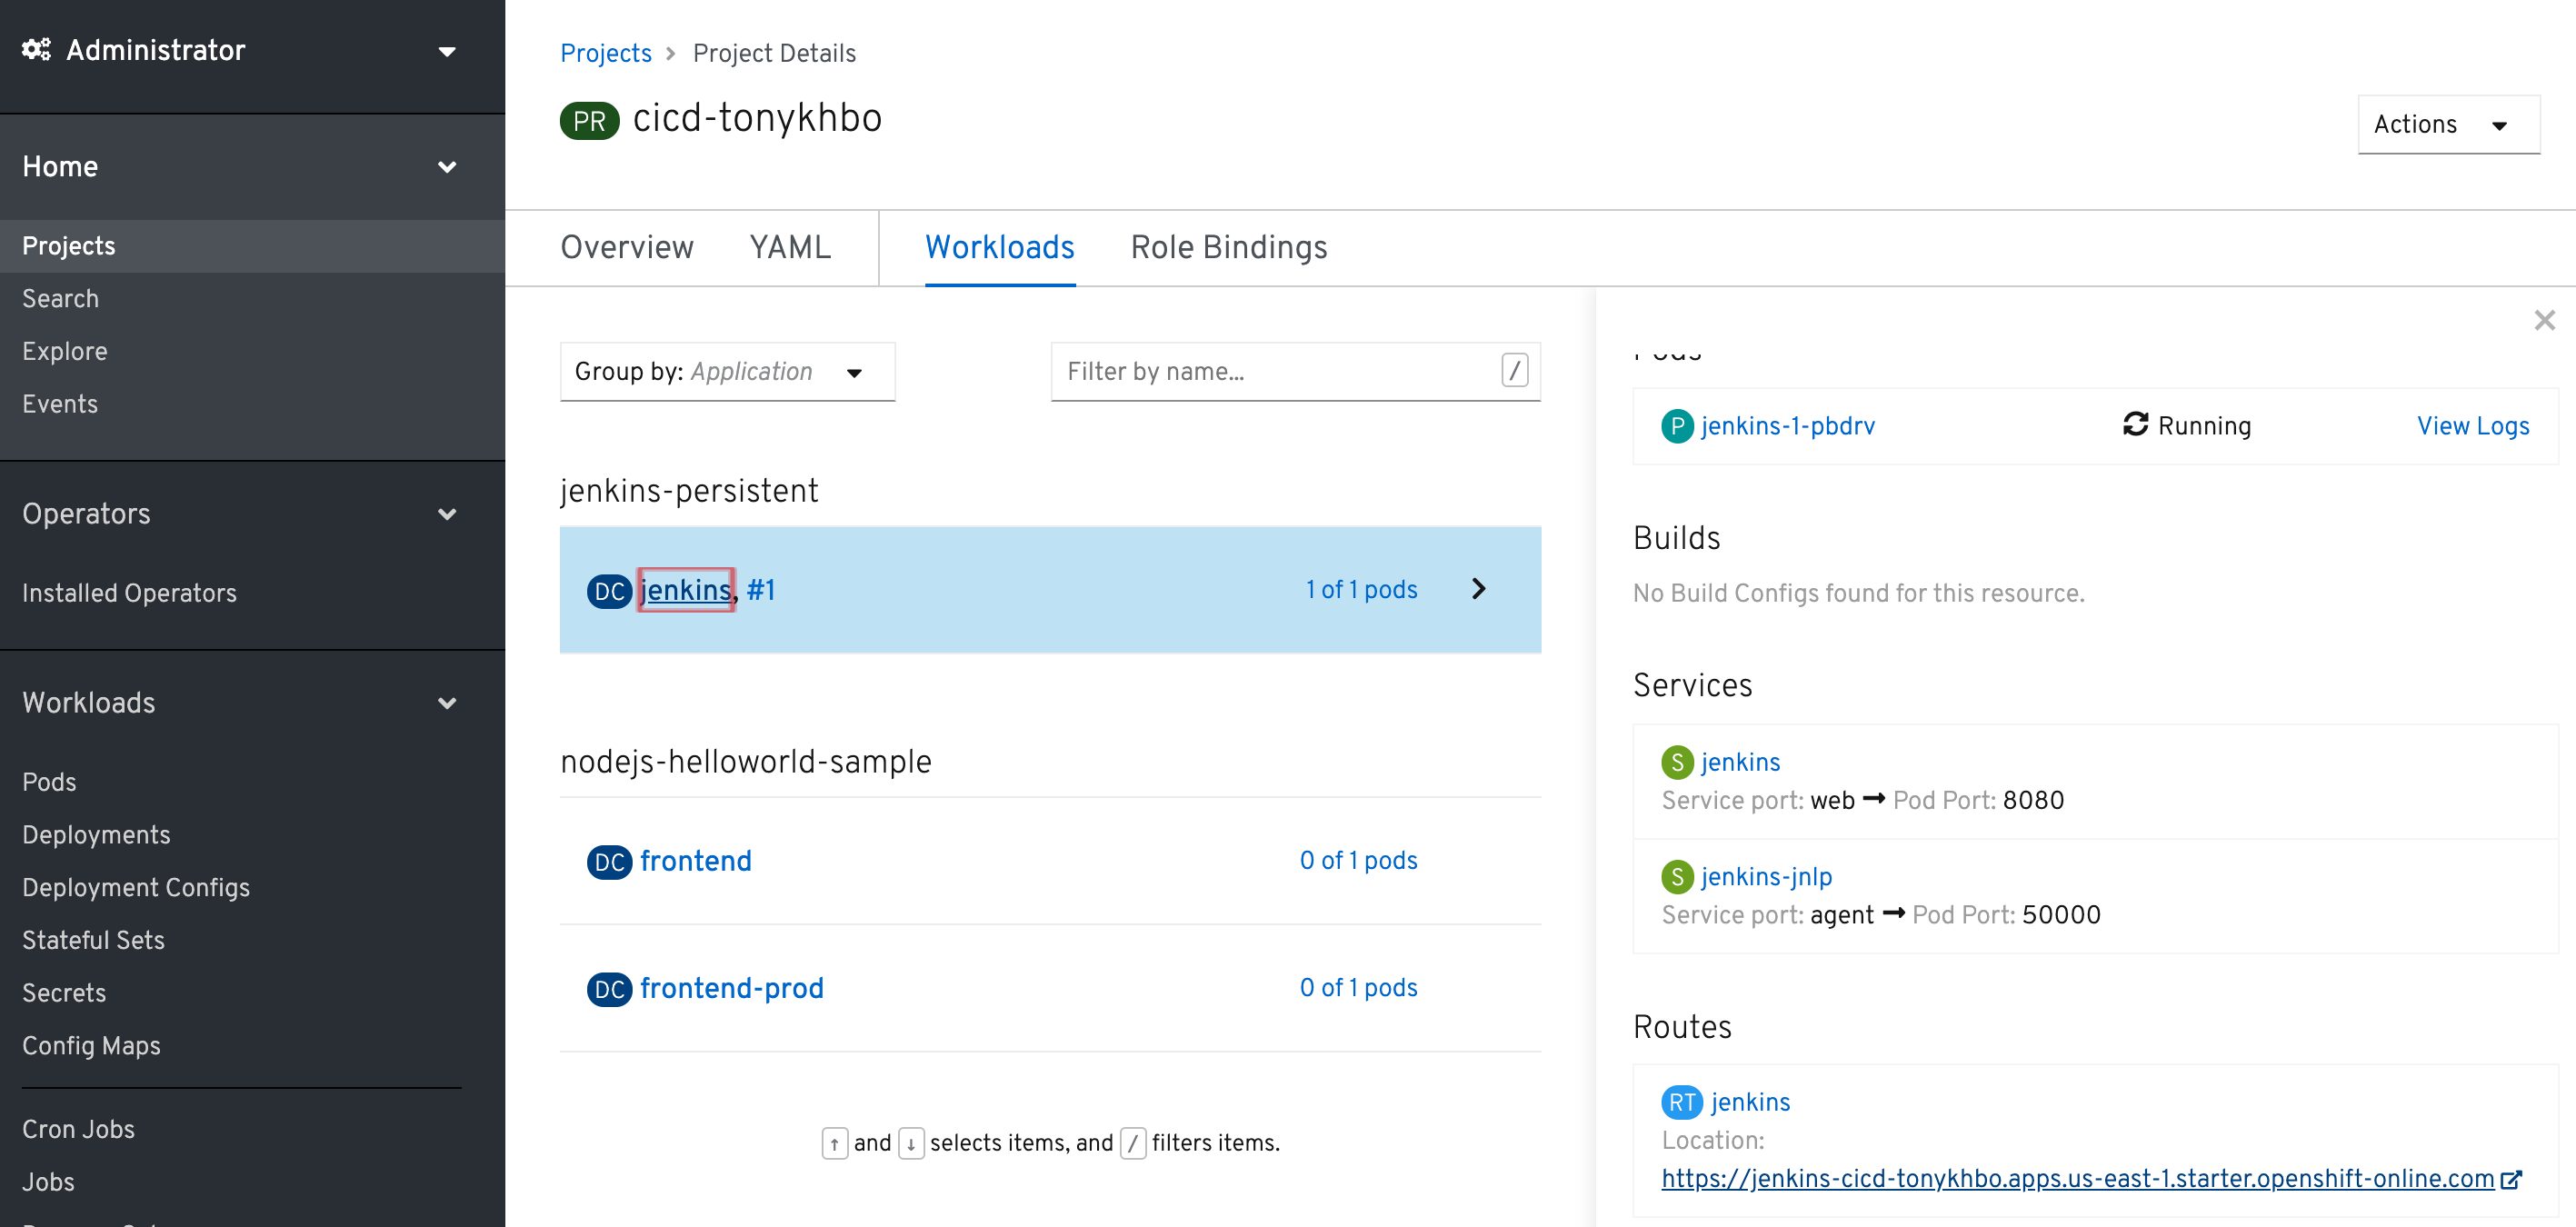 Administrator
Home
Projects
Search
Explore
Events
Operators
Installed Operators
Workloads
Pods
Deployments
Deployment Configs
Stateful Sets
Secrets
Config Maps
Cron Jobs
Jobs
Projects > Project Details
PR cicd-tonykhbo
Actions
Overview YAML Workloads Role Bindings
Group by: Application
Filter by name... /
jenkins-persistent
DC jenkins, #1 1 of 1 pods
nodejs-helloworld-sample
DC frontend 0 of 1 pods
DC frontend-prod 0 of 1 pods
↑ and ↓ selects items, and / filters items.
Pods
P jenkins-1-pbdrv Running View Logs
Builds
No Build Configs found for this resource.
Services
S jenkins
Service port: web → Pod Port: 8080
S jenkins-jnlp
Service port: agent → Pod Port: 50000
Routes
RT jenkins
Location:
https://jenkins-cicd-tonykhbo.apps.us-east-1.starter.openshift-online.com